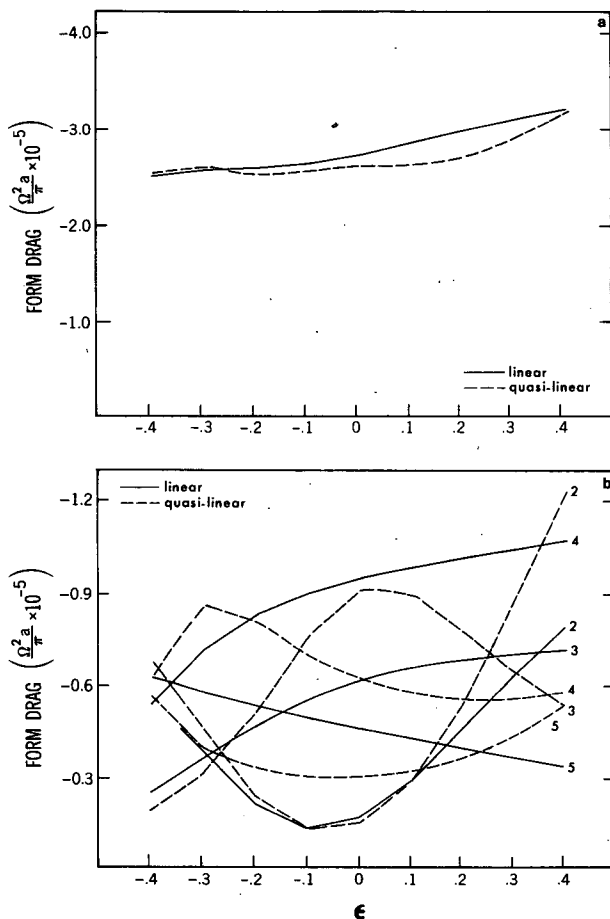 a
-4.0
-3.0
-2.0
-1.0
FORM DRAG (Ω² a / π ×10⁻⁵)
linear
quasi-linear
-.4 -.3 -.2 -.1 0 .1 .2 .3 .4
b
linear
quasi-linear
-1.2
-0.9
-0.6
-0.3
FORM DRAG (Ω² a / π ×10⁻⁵)
2
4
2
3
4
3
5
5
-.4 -.3 -.2 -.1 0 .1 .2 .3 .4
ϵ